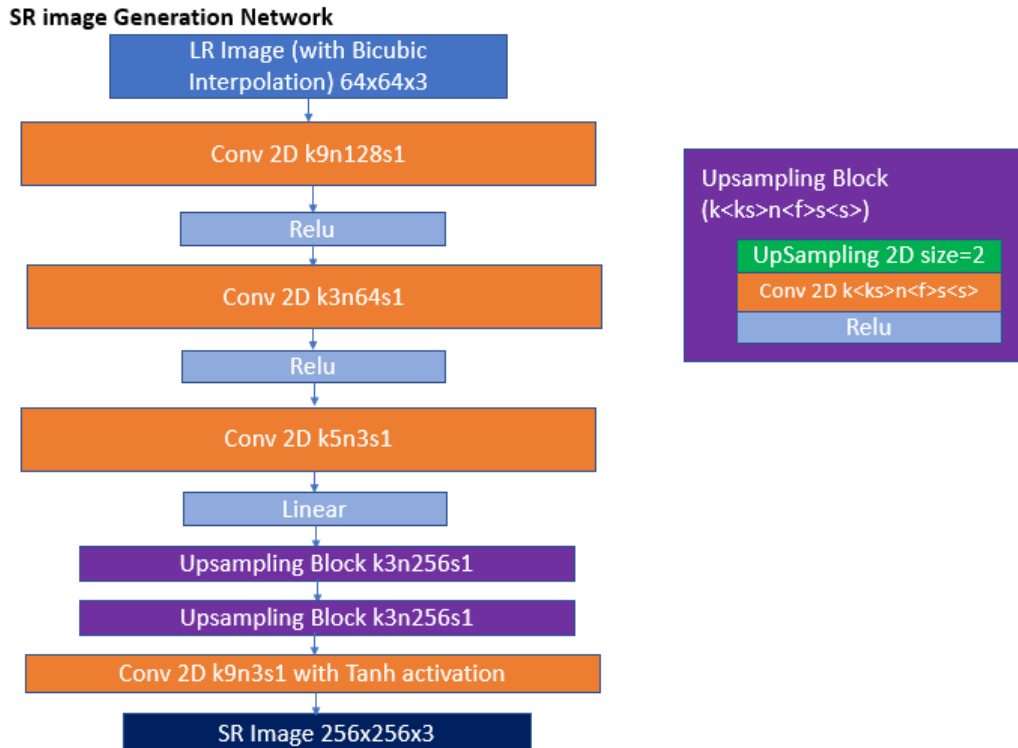 SR image Generation Network
LR Image (with Bicubic
Interpolation) 64x64x3
Conv 2D k9n128s1
Relu
Conv 2D k3n64s1
Relu
Conv 2D k5n3s1
Linear
Upsampling Block k3n256s1
Upsampling Block k3n256s1
Conv 2D k9n3s1 with Tanh activation
SR Image 256x256x3
Upsampling Block
(k<ks>n<f>s<s>)
UpSampling 2D size=2
Conv 2D k<ks>n<f>s<s>
Relu